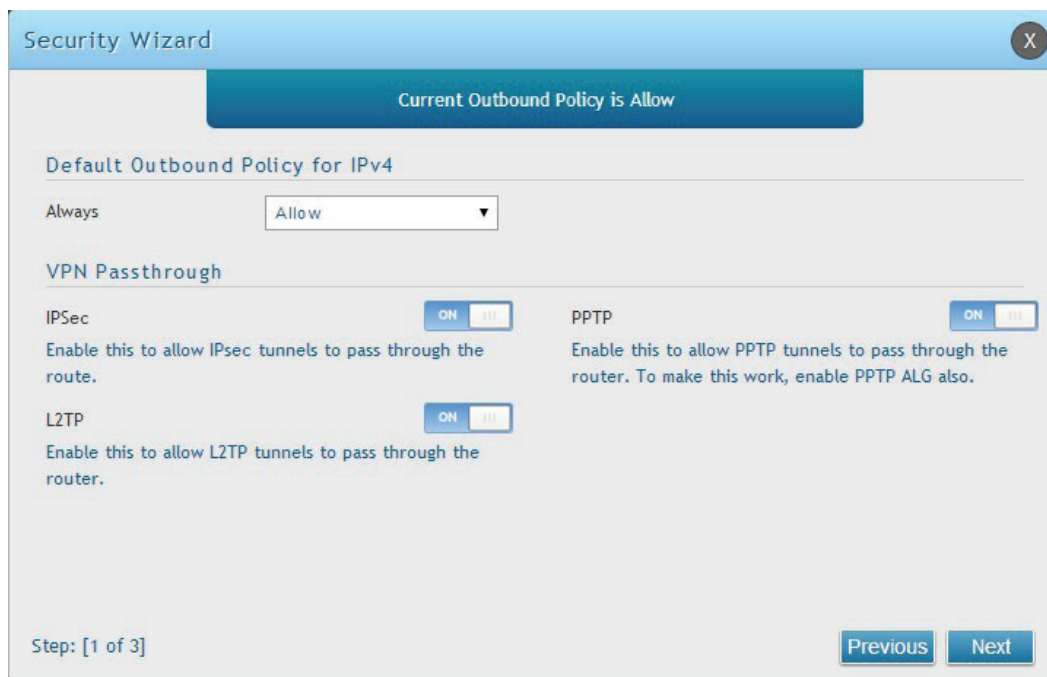 Security Wizard
X
Current Outbound Policy is Allow
Default Outbound Policy for IPv4
Always
Allow
VPN Passthrough
IPSec
ON
Enable this to allow IPsec tunnels to pass through the
route.
PPTP
ON
Enable this to allow PPTP tunnels to pass through the
router. To make this work, enable PPTP ALG also.
L2TP
ON
Enable this to allow L2TP tunnels to pass through the
router.
Step: [1 of 3]
Previous
Next